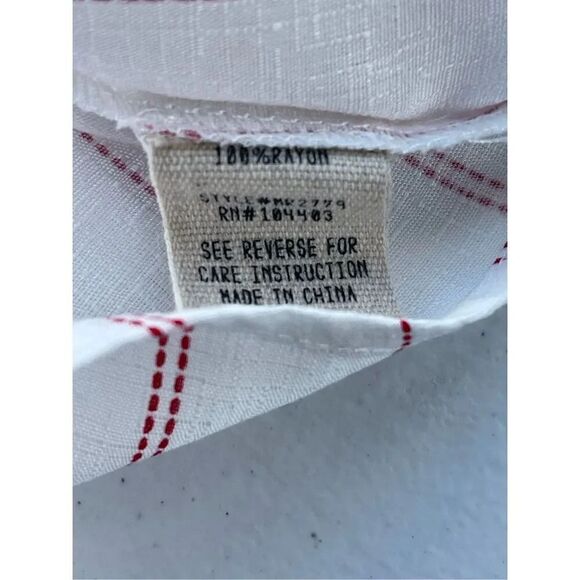 100%RAYON
STYLE#MR2779
RN#104403
SEE REVERSE FOR
CARE INSTRUCTION
MADE IN CHINA